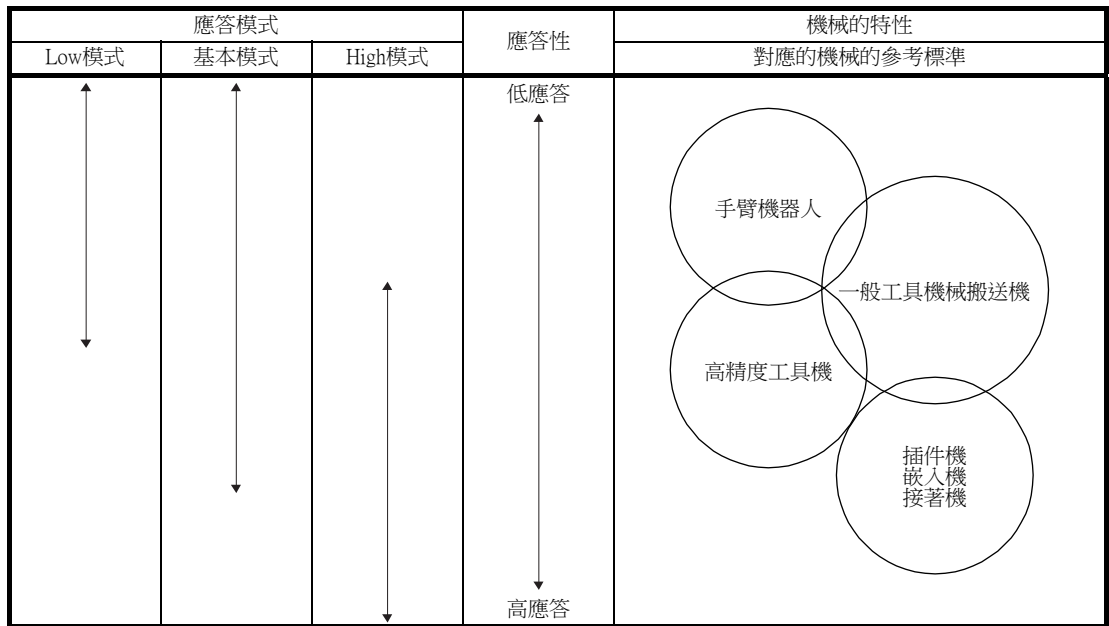 應答模式
應答性
機械的特性
Low模式
基本模式
High模式
對應的機械的參考標準
低應答
手臂機器人
一般工具機械搬送機
高精度工具機
插件機
嵌入機
接著機
高應答